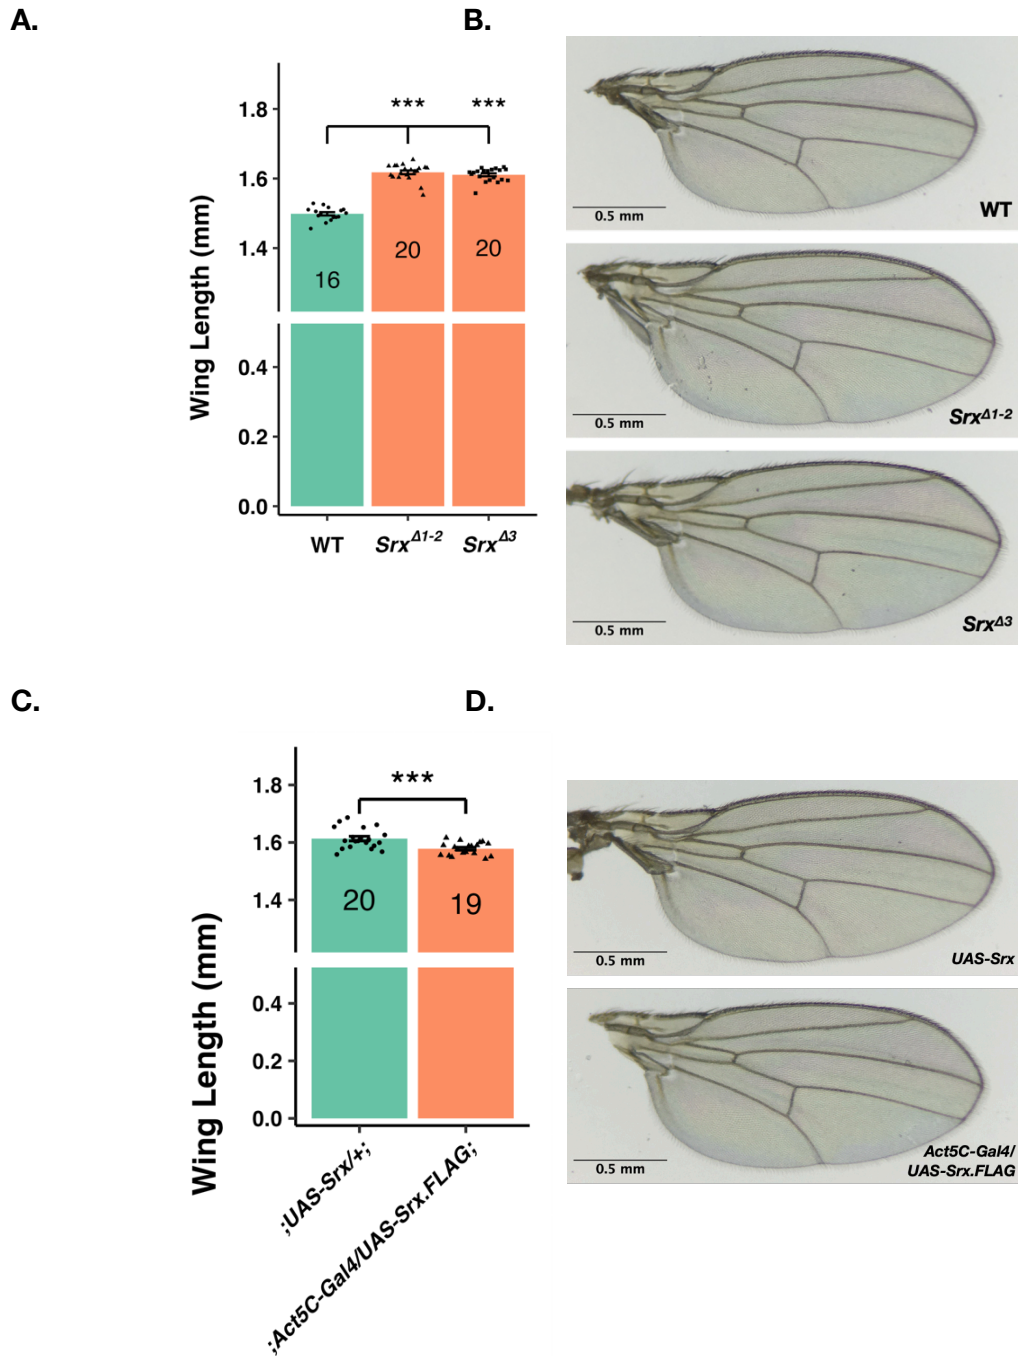 A.
B.
Wing Length (mm)
1.8
1.6
1.4
0.4
0.2
0.0
*** ***
16
20
20
WT
SrxΔ1-2
SrxΔ3
0.5 mm
WT
0.5 mm
SrxΔ1-2
0.5 mm
SrxΔ3
C.
D.
Wing Length (mm)
1.8
1.6
1.4
0.4
0.2
0.0
***
20
19
;UAS-Srx/+;
;Act5C-Gal4/UAS-Srx.FLAG;
0.5 mm
UAS-Srx
0.5 mm
Act5C-Gal4/
UAS-Srx.FLAG